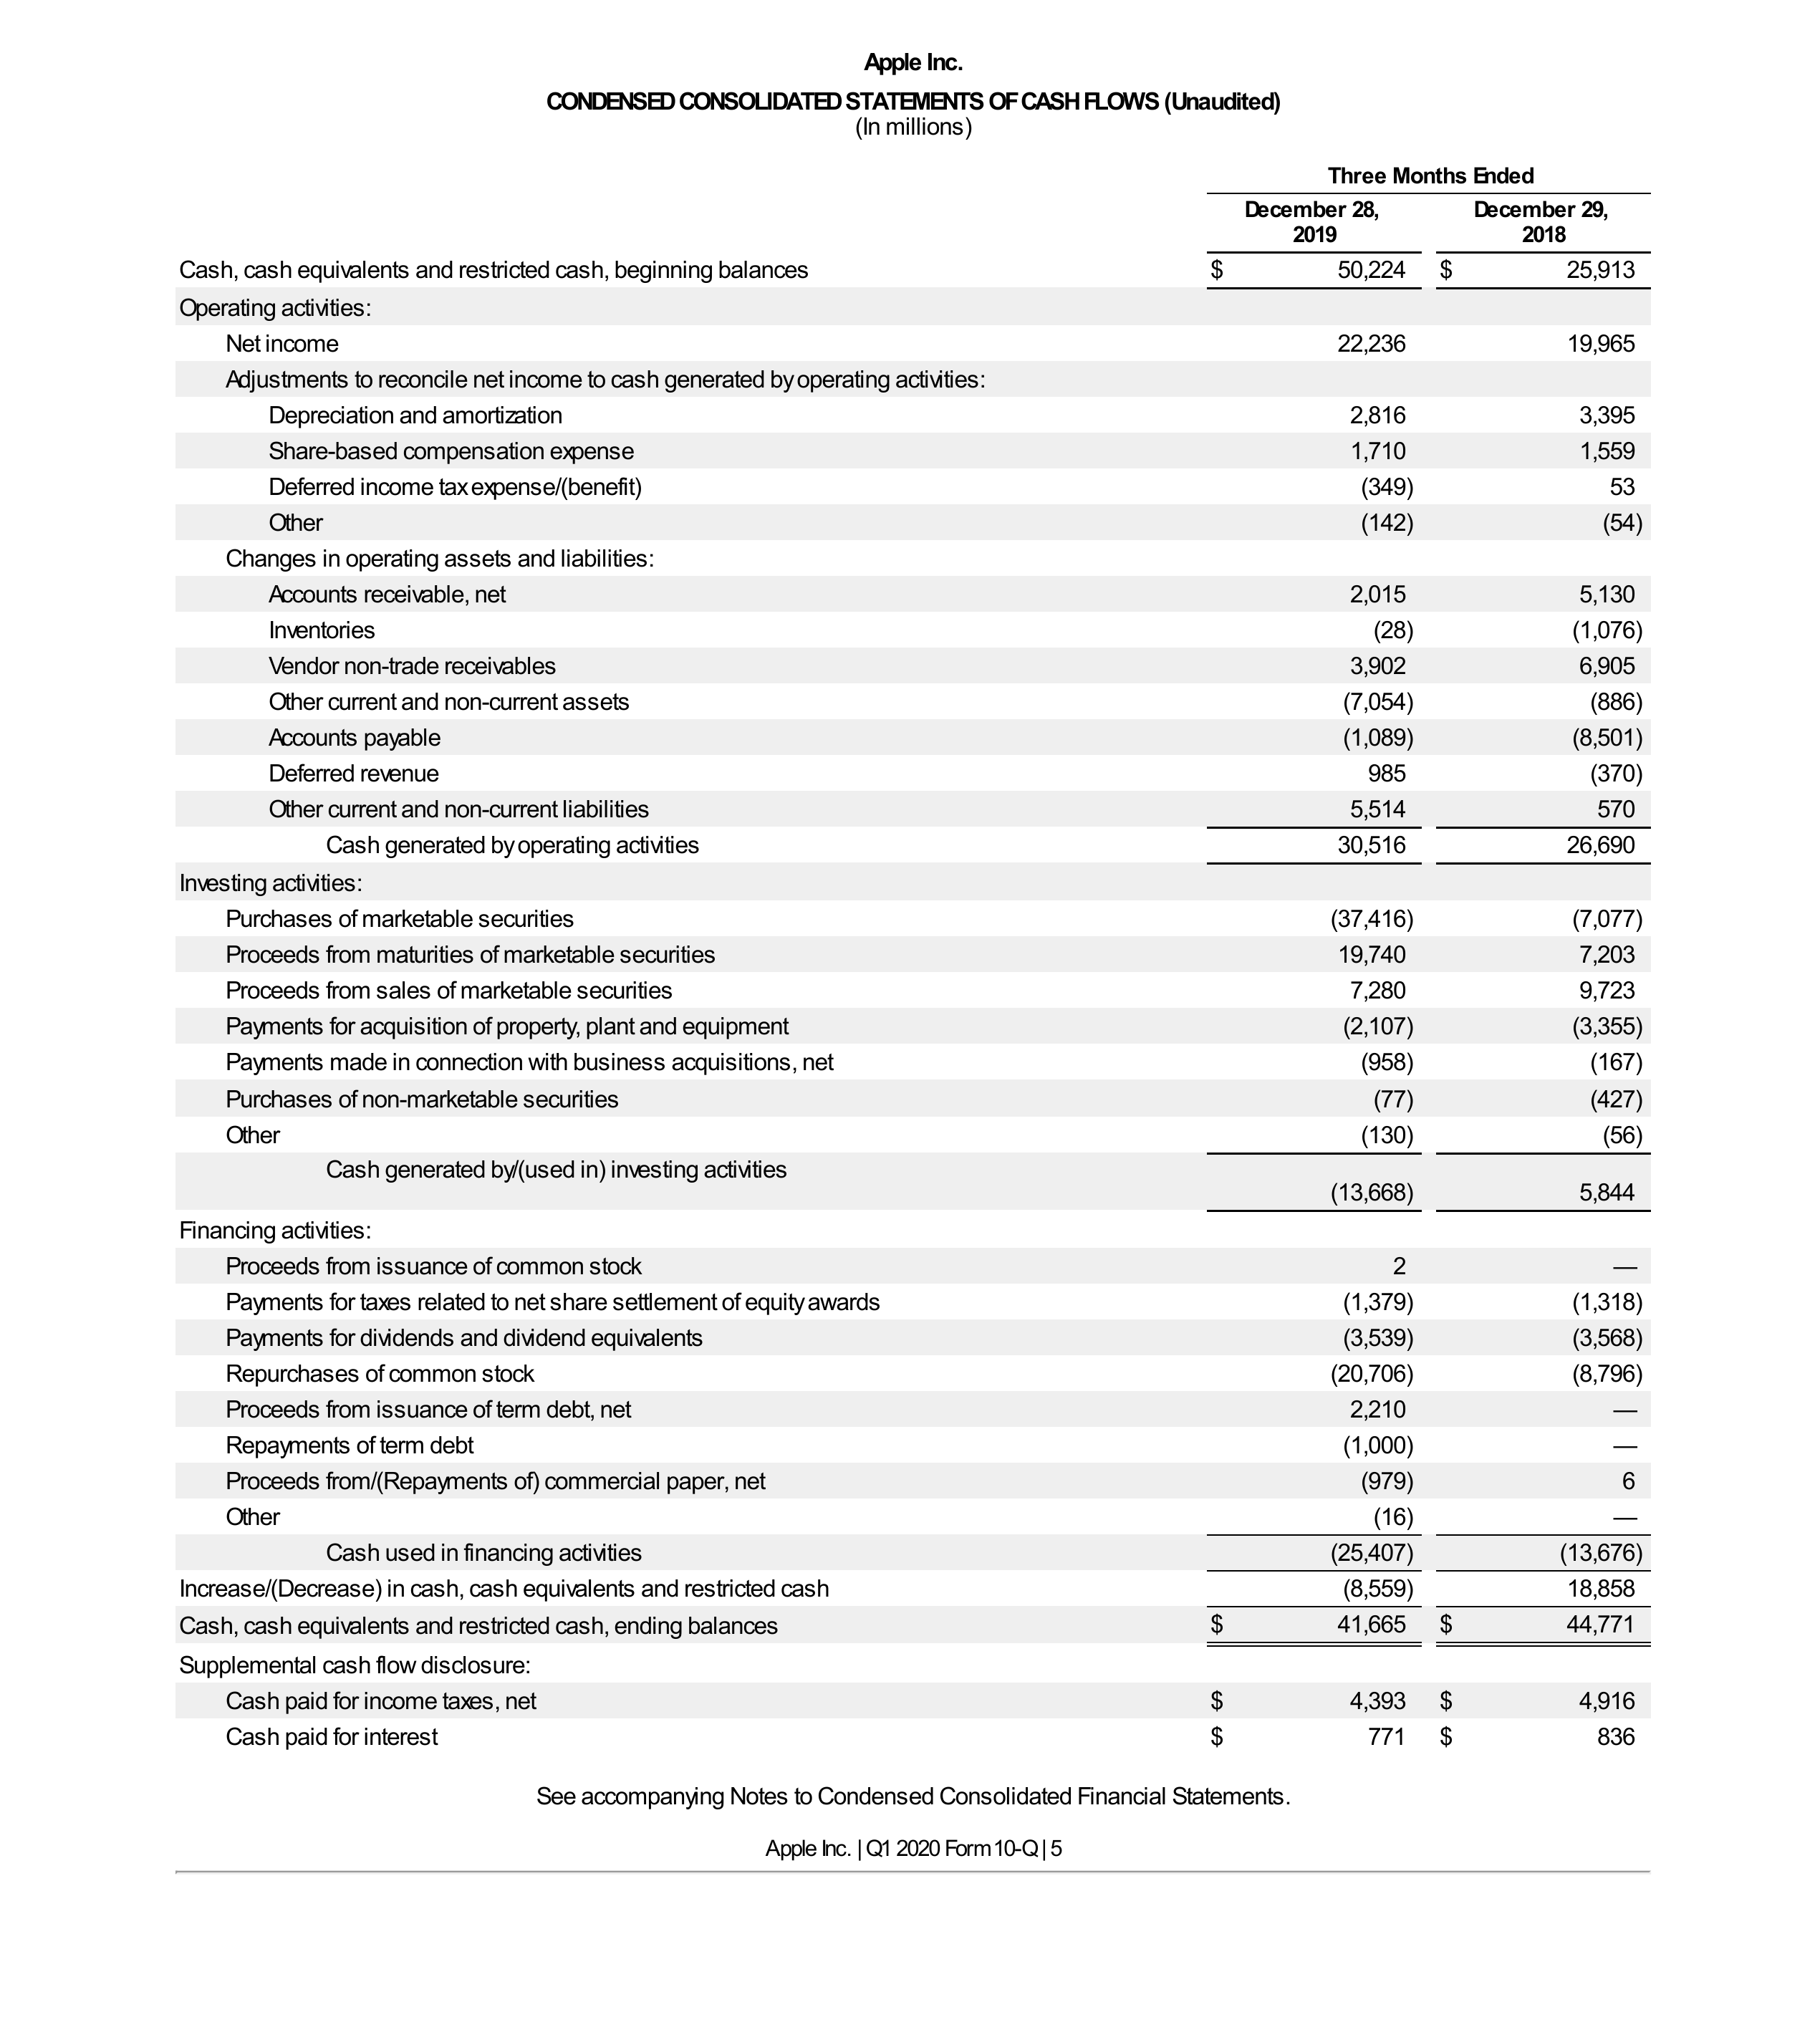 Apple Inc.
CONDENSED CONSOLIDATED STATEMENTS OF CASH FLOWS (Unaudited)
(In millions)
Three Months Ended
December 28, 2019 December 29, 2018
Cash, cash equivalents and restricted cash, beginning balances $ 50,224 $ 25,913
Operating activities:
Net income 22,236 19,965
Adjustments to reconcile net income to cash generated by operating activities:
Depreciation and amortization 2,816 3,395
Share-based compensation expense 1,710 1,559
Deferred income tax expense/(benefit) (349) 53
Other (142) (54)
Changes in operating assets and liabilities:
Accounts receivable, net 2,015 5,130
Inventories (28) (1,076)
Vendor non-trade receivables 3,902 6,905
Other current and non-current assets (7,054) (886)
Accounts payable (1,089) (8,501)
Deferred revenue 985 (370)
Other current and non-current liabilities 5,514 570
Cash generated by operating activities 30,516 26,690
Investing activities:
Purchases of marketable securities (37,416) (7,077)
Proceeds from maturities of marketable securities 19,740 7,203
Proceeds from sales of marketable securities 7,280 9,723
Payments for acquisition of property, plant and equipment (2,107) (3,355)
Payments made in connection with business acquisitions, net (958) (167)
Purchases of non-marketable securities (77) (427)
Other (130) (56)
Cash generated by/(used in) investing activities (13,668) 5,844
Financing activities:
Proceeds from issuance of common stock 2 —
Payments for taxes related to net share settlement of equity awards (1,379) (1,318)
Payments for dividends and dividend equivalents (3,539) (3,568)
Repurchases of common stock (20,706) (8,796)
Proceeds from issuance of term debt, net 2,210 —
Repayments of term debt (1,000) —
Proceeds from/(Repayments of) commercial paper, net (979) 6
Other (16) —
Cash used in financing activities (25,407) (13,676)
Increase/(Decrease) in cash, cash equivalents and restricted cash (8,559) 18,858
Cash, cash equivalents and restricted cash, ending balances $ 41,665 $ 44,771
Supplemental cash flow disclosure:
Cash paid for income taxes, net $ 4,393 $ 4,916
Cash paid for interest $ 771 $ 836
See accompanying Notes to Condensed Consolidated Financial Statements.
Apple Inc. | Q1 2020 Form 10-Q | 5